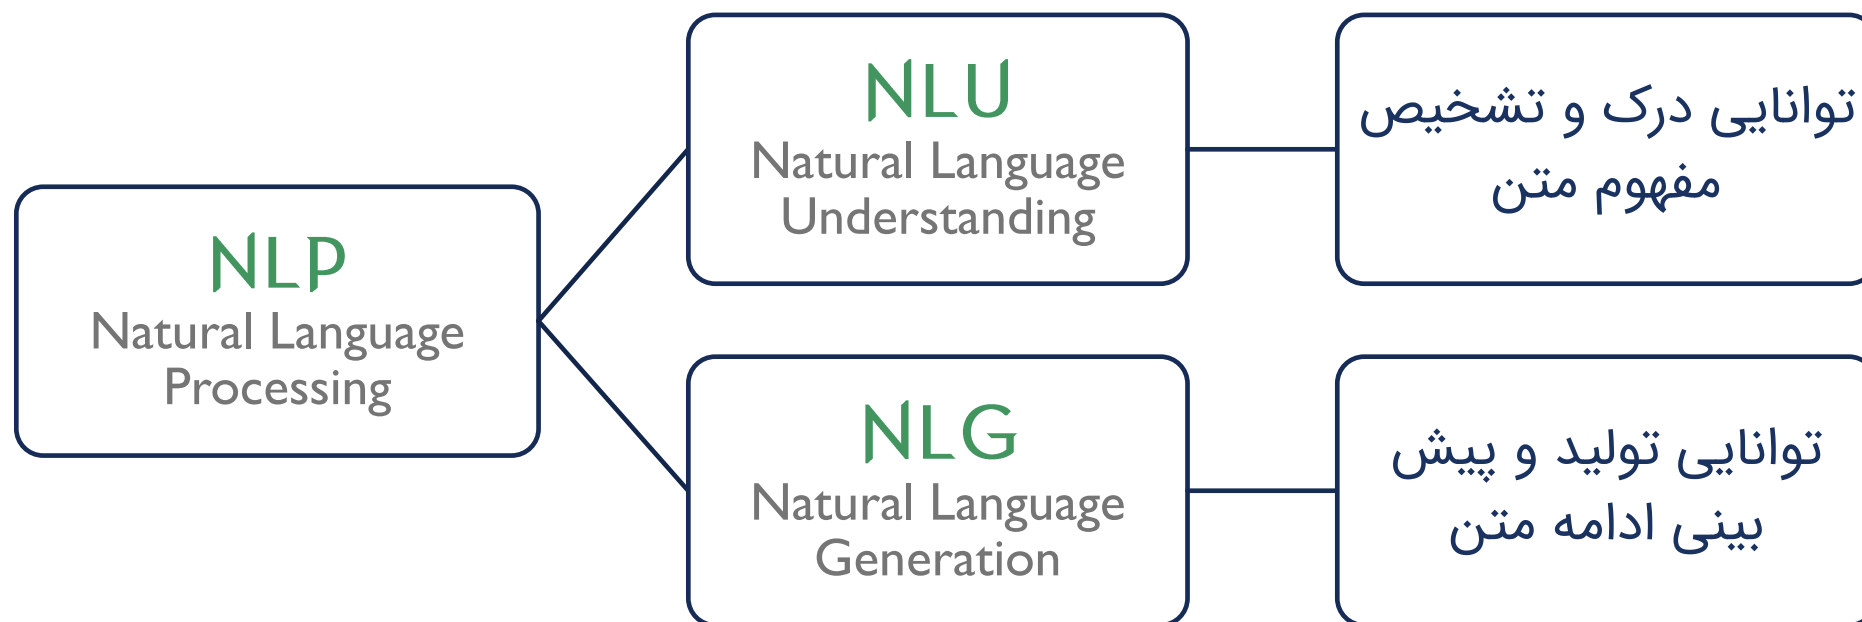 NLP
Natural Language
Processing
NLU
Natural Language
Understanding
توانایی درک و تشخیص
مفهوم متن
NLG
Natural Language
Generation
توانایی تولید و پیش
بینی ادامه متن